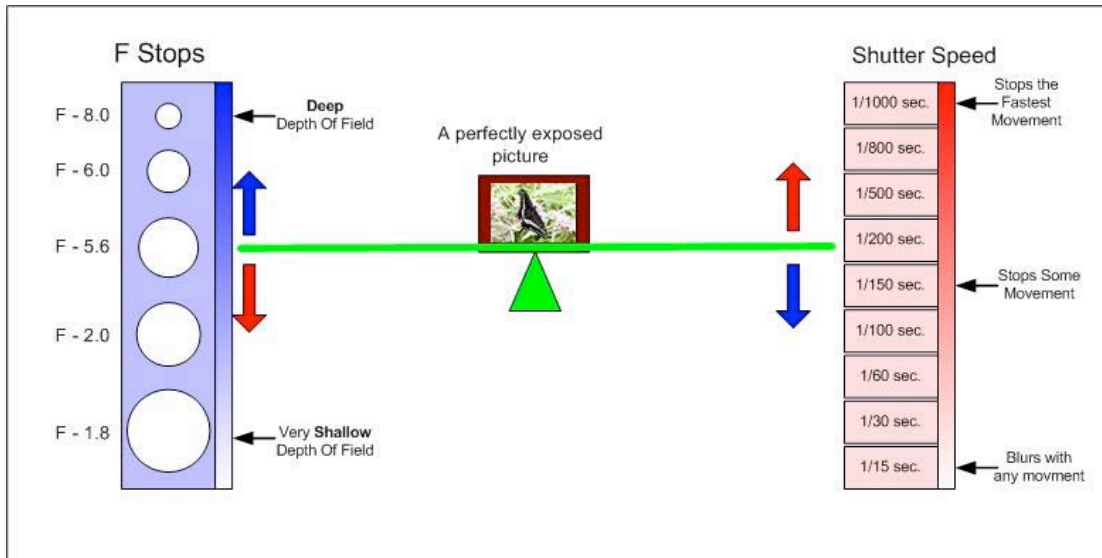 F Stops
F - 8.0
F - 6.0
F - 5.6
F - 2.0
F - 1.8
Deep
Depth Of Field
Very Shallow
Depth Of Field
A perfectly exposed
picture
Shutter Speed
1/1000 sec.
1/800 sec.
1/500 sec.
1/200 sec.
1/150 sec.
1/100 sec.
1/60 sec.
1/30 sec.
1/15 sec.
Stops the
Fastest
Movement
Stops Some
Movement
Blurs with
any movment